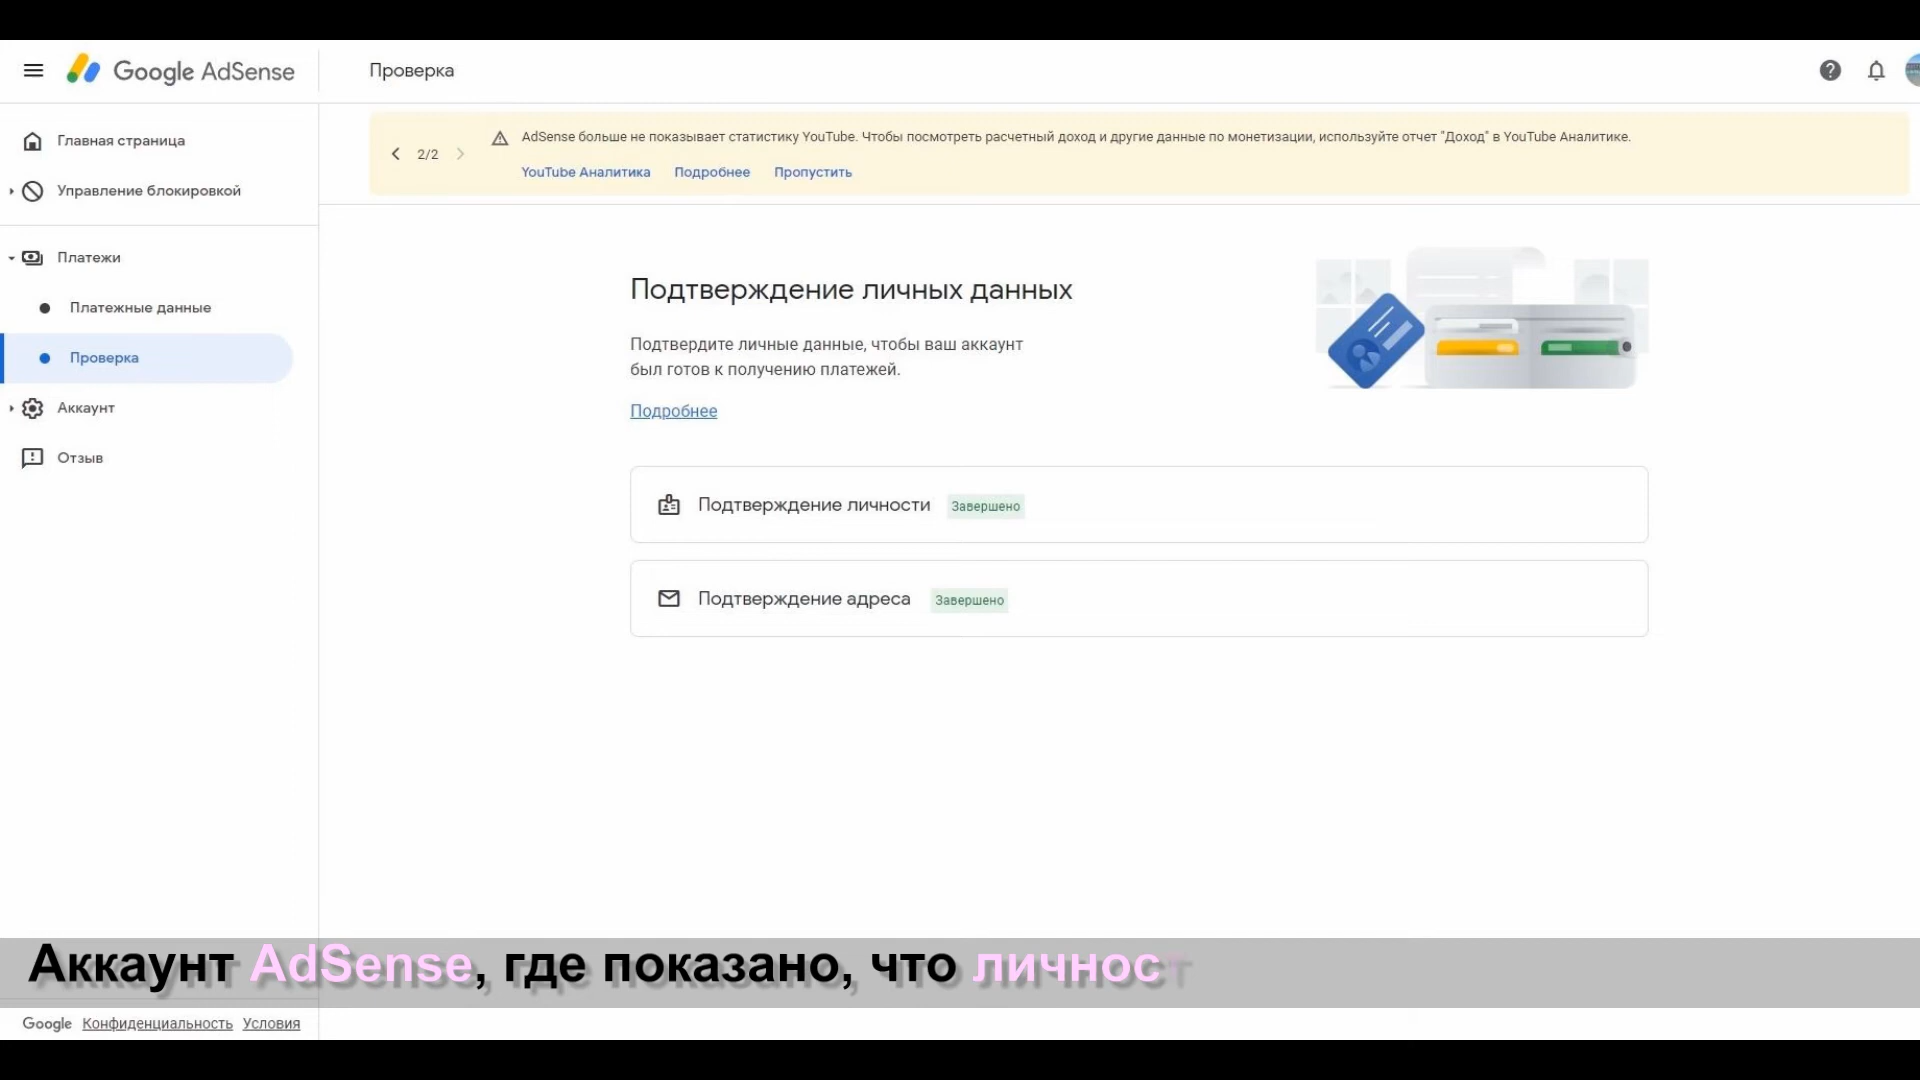 Google AdSense
Проверка
Главная страница
Управление блокировкой
Платежи
Платежные данные
Проверка
Аккаунт
Отзыв
2/2
AdSense больше не показывает статистику YouTube. Чтобы посмотреть расчетный доход и другие данные по монетизации, используйте отчет "Доход" в YouTube Аналитике.
YouTube Аналитика Подробнее Пропустить
Подтверждение личных данных
Подтвердите личные данные, чтобы ваш аккаунт
был готов к получению платежей.
Подробнее
Подтверждение личности Завершено
Подтверждение адреса Завершено
Аккаунт AdSense, где показано, что личност
Google Конфиденциальность Условия